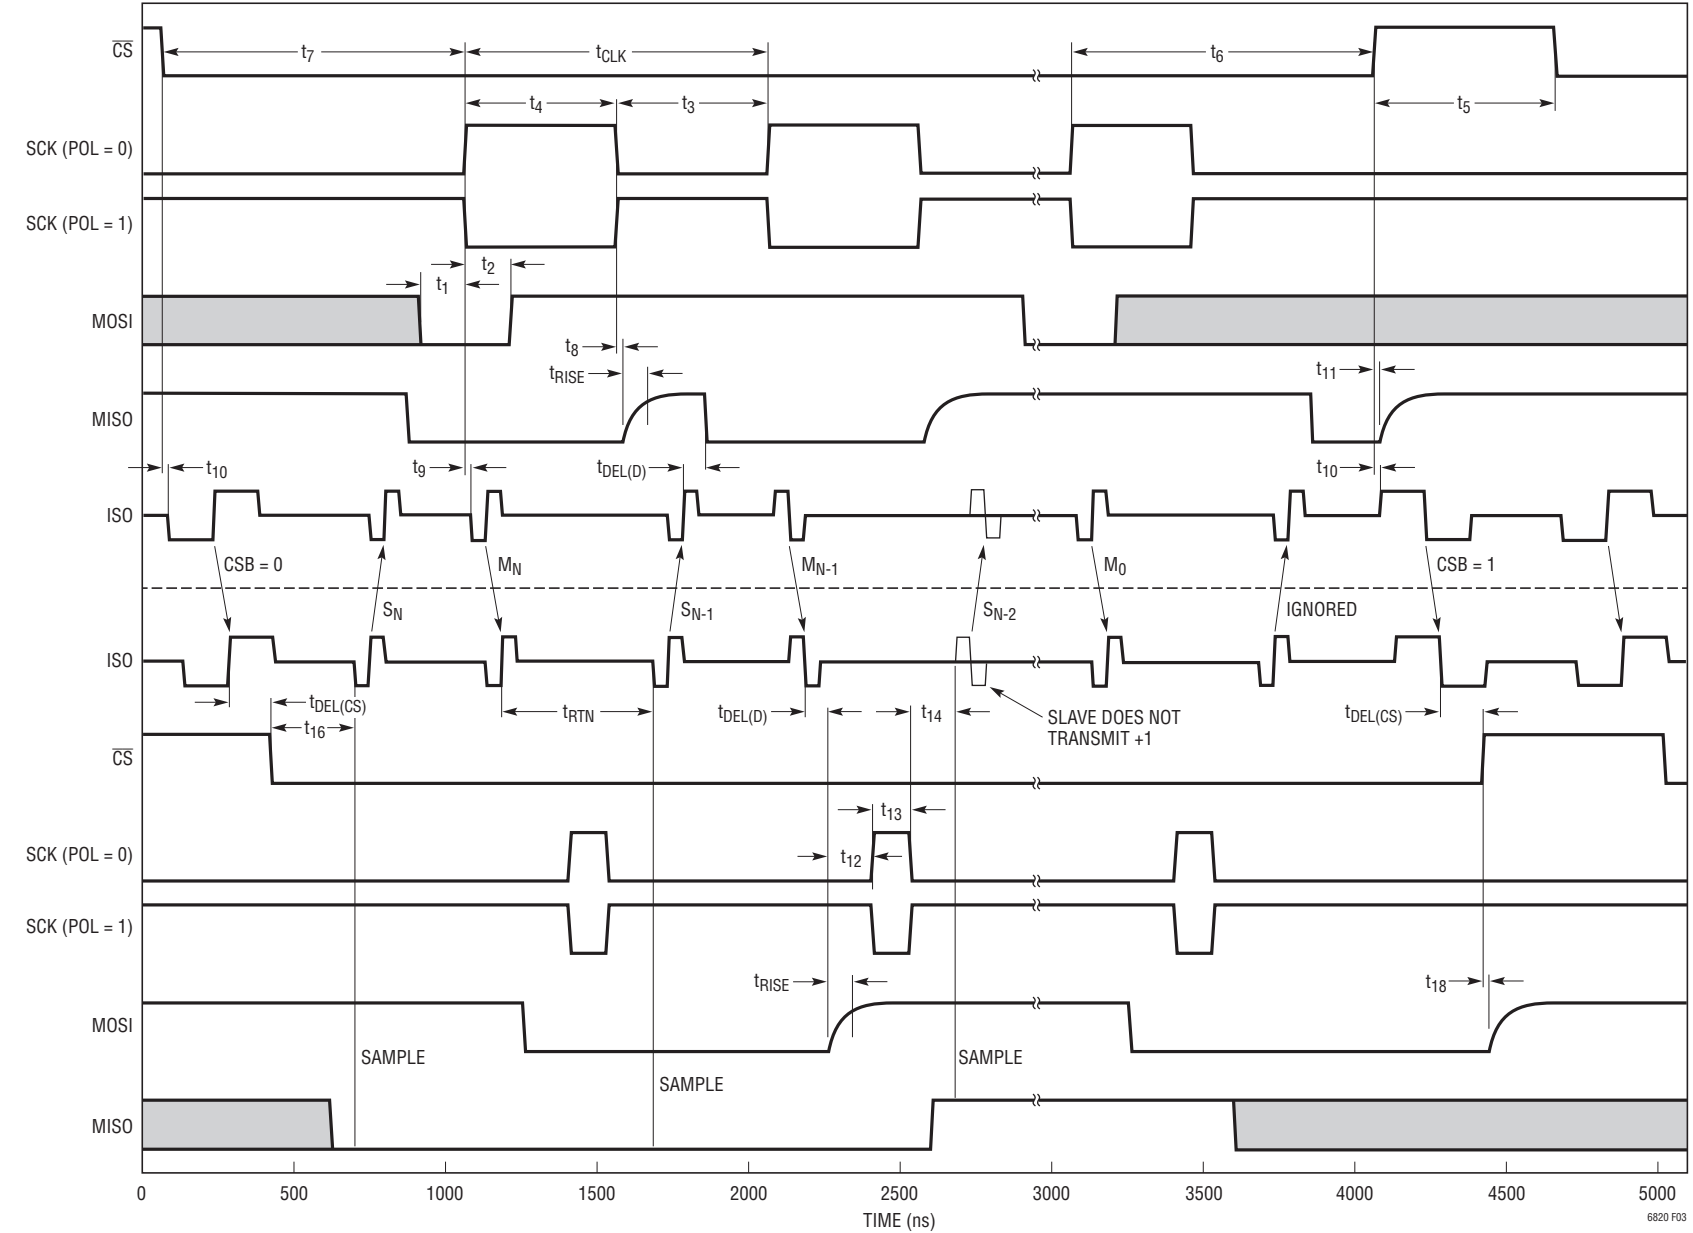 CS t7 tCLK t6
t4 t3 t5
SCK (POL = 0)
SCK (POL = 1)
t2
t1
MOSI
t8
tRISE t11
MISO
t10 t9 tDEL(D) t10
ISO
CSB = 0 MN MN-1 M0 CSB = 1
SN SN-1 SN-2 IGNORED
ISO
tDEL(CS) tRTN tDEL(D) t14 SLAVE DOES NOT tDEL(CS)
t16 TRANSMIT +1
CS
t13
SCK (POL = 0) t12
SCK (POL = 1)
tRISE t18
MOSI
SAMPLE SAMPLE
SAMPLE
MISO
0 500 1000 1500 2000 2500 3000 3500 4000 4500 5000
TIME (ns)
6820 F03